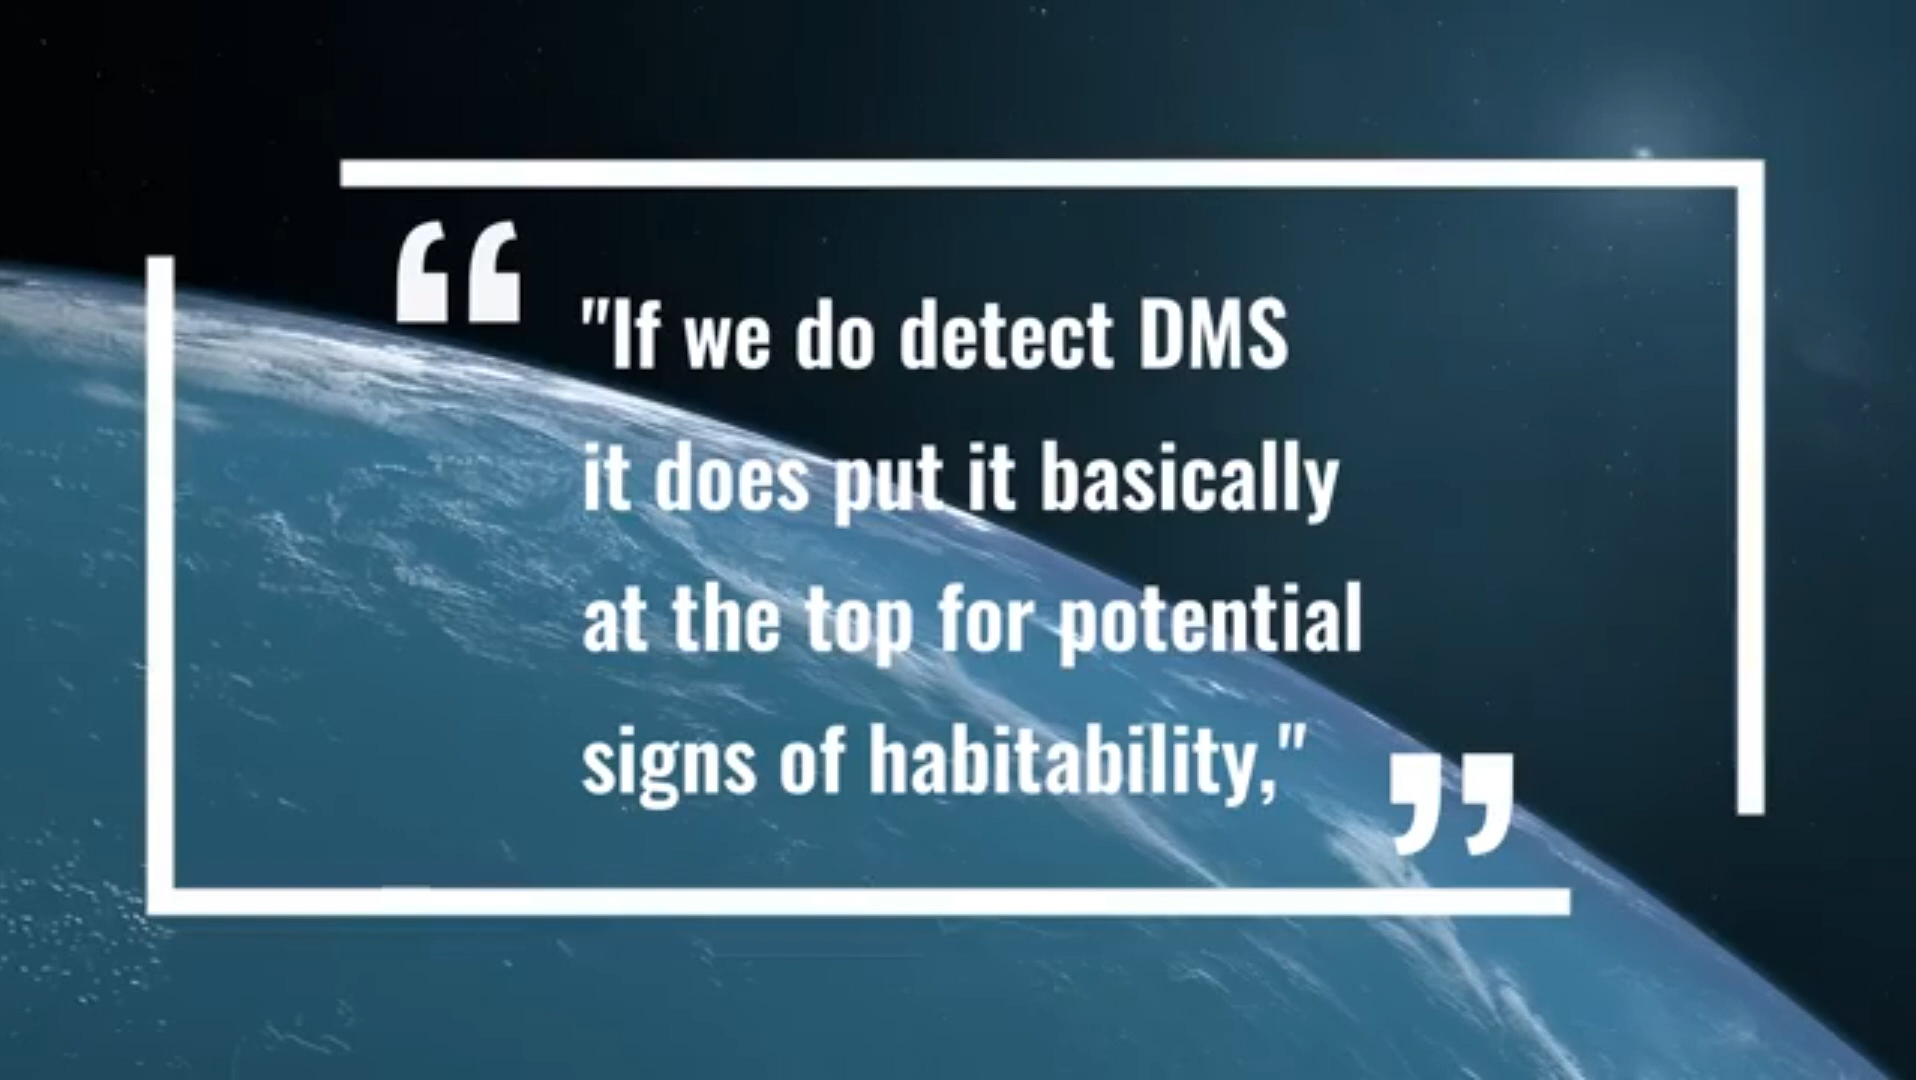 "If we do detect DMS
it does put it basically
at the top for potential
signs of habitability,"